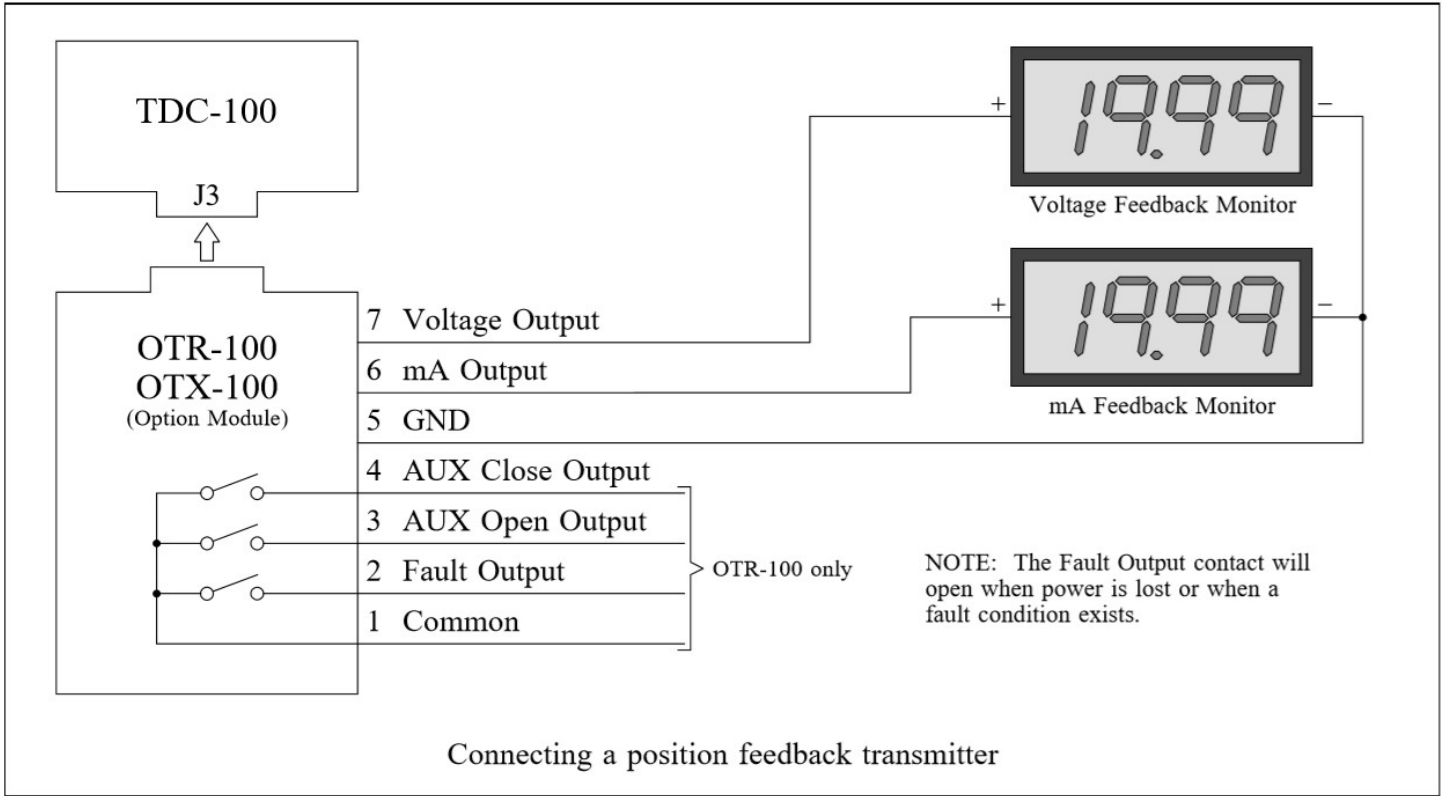 TDC-100
J3
OTR-100
OTX-100
(Option Module)
7 Voltage Output
6 mA Output
5 GND
4 AUX Close Output
3 AUX Open Output
2 Fault Output
1 Common
OTR-100 only
+
19.99
−
Voltage Feedback Monitor
+
19.99
−
mA Feedback Monitor
NOTE: The Fault Output contact will
open when power is lost or when a
fault condition exists.
Connecting a position feedback transmitter